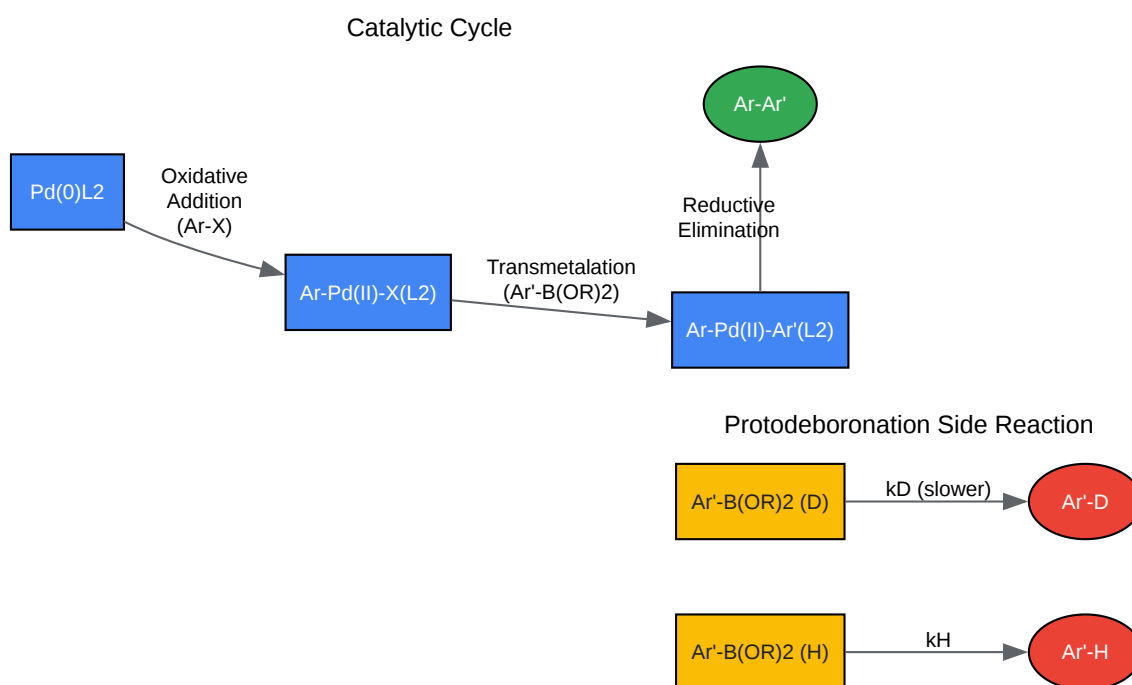 Catalytic Cycle
Ar-Ar'
Pd(0)L2
Oxidative
Addition
(Ar-X)
Reductive
Elimination
Ar-Pd(II)-X(L2)
Transmetalation
(Ar'-B(OR)2)
Ar-Pd(II)-Ar'(L2)
Protodeboronation Side Reaction
Ar'-B(OR)2 (D)
kD (slower)
Ar'-D
Ar'-B(OR)2 (H)
kH
Ar'-H